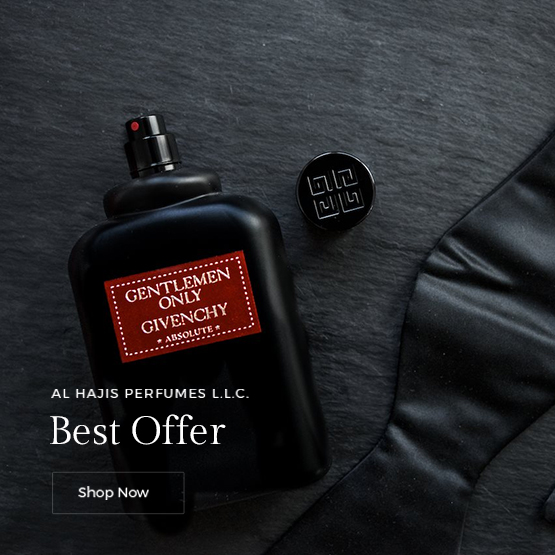 GENTLEMEN
ONLY
GIVENCHY
* ABSOLUTE *
AL HAJIS PERFUMES L.L.C.
Best Offer
Shop Now